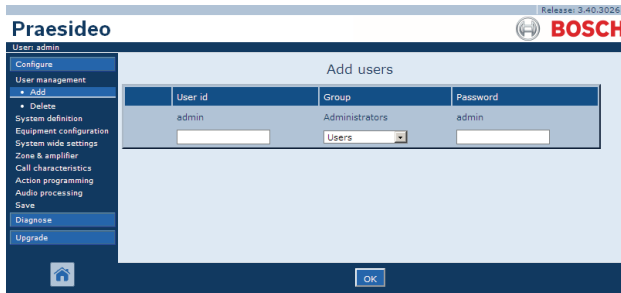 Release: 3.40.3026
Praesideo
BOSCH
User: admin
Configure
User management
• Add
• Delete
System definition
Equipment configuration
System wide settings
Zone & amplifier
Call characteristics
Action programming
Audio processing
Save
Diagnose
Upgrade
Add users
User id Group Password
admin Administrators admin
Users
OK